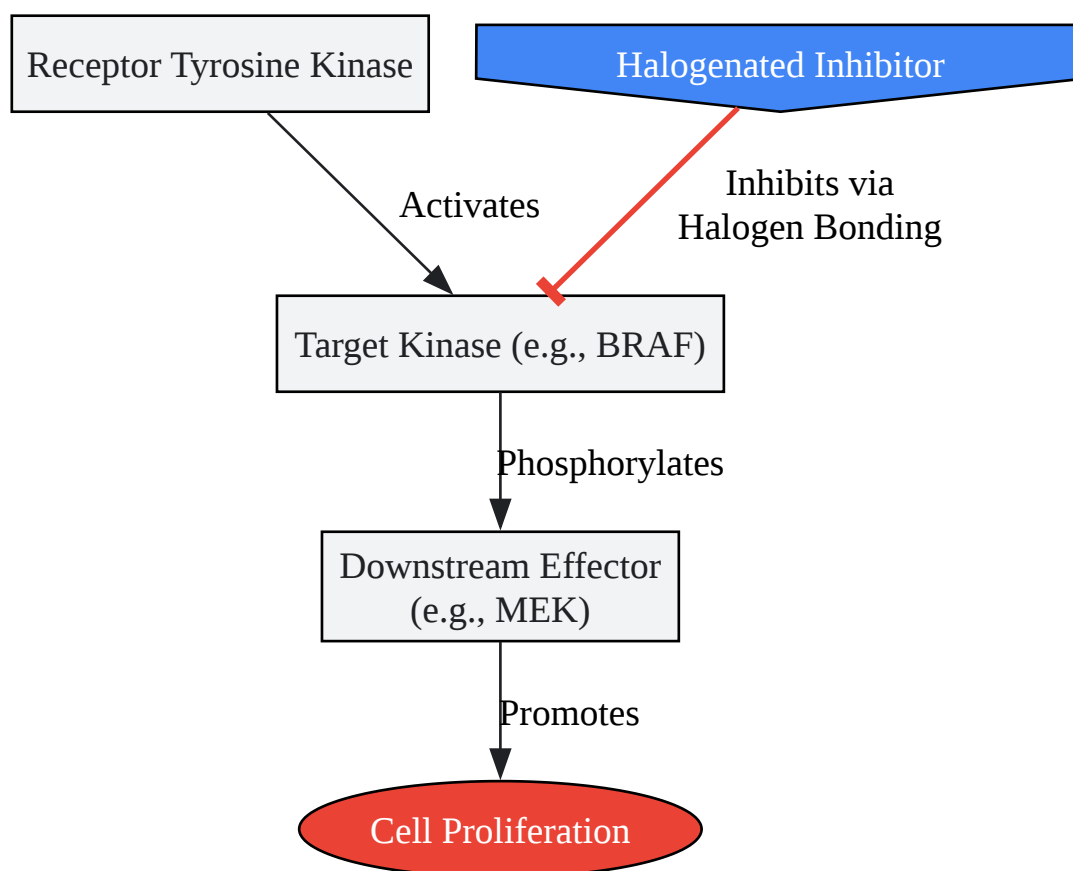 Receptor Tyrosine Kinase
Halogenated Inhibitor
Activates
Inhibits via
Halogen Bonding
Target Kinase (e.g., BRAF)
Phosphorylates
Downstream Effector
(e.g., MEK)
Promotes
Cell Proliferation